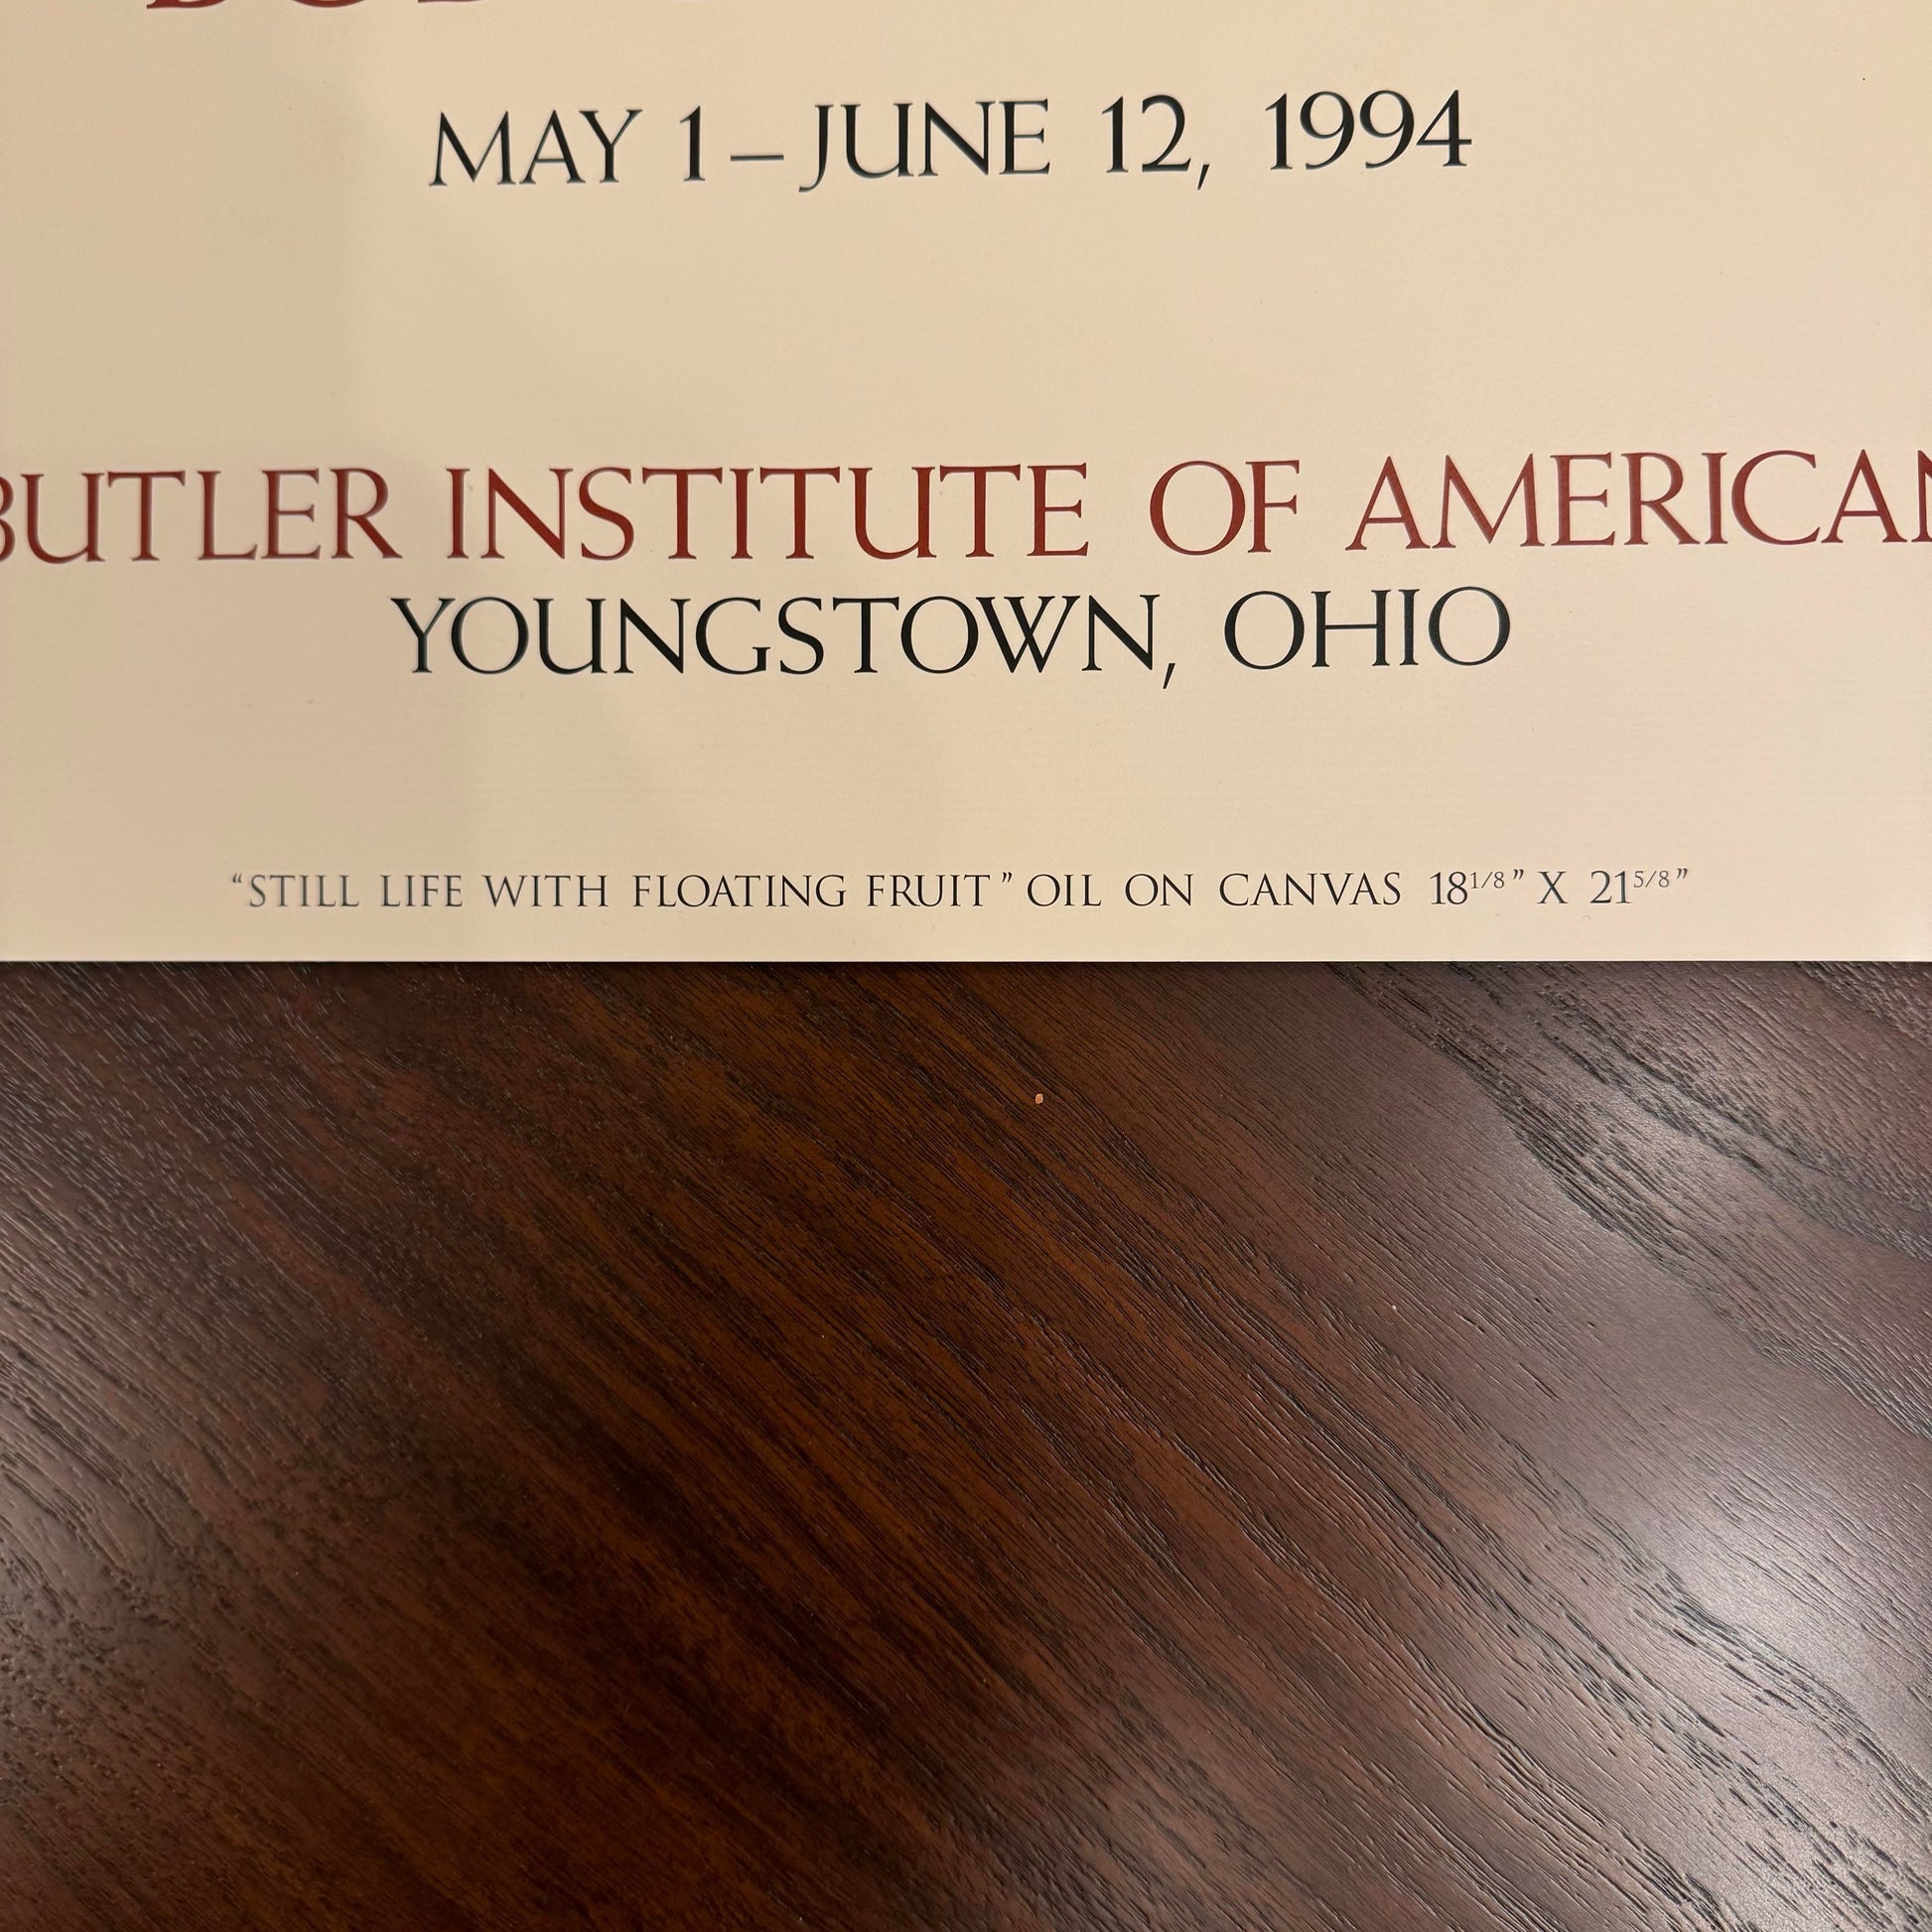 MAY 1 – JUNE 12, 1994
BUTLER INSTITUTE OF AMERICAN
YOUNGSTOWN, OHIO
“STILL LIFE WITH FLOATING FRUIT” OIL ON CANVAS 18 1/8” X 21 5/8”